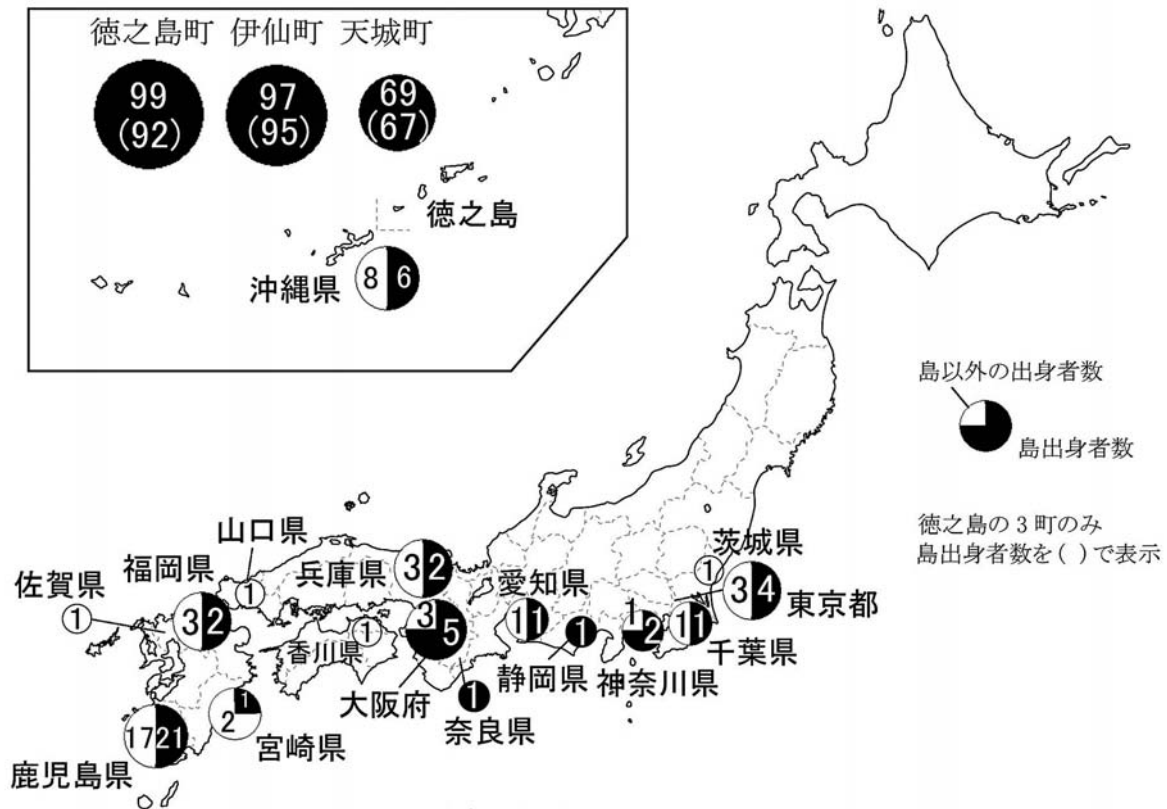 徳之島町 伊仙町 天城町
99
(92)
97
(95)
69
(67)
徳之島
沖縄県
8 6
島以外の出身者数
島出身者数
徳之島の3町のみ
島出身者数を( )で表示
山口県
1
福岡県
3 2
佐賀県
1
兵庫県
3 2
香川県
1
大阪府
3
5
奈良県
1
愛知県
1 1
静岡県
1
神奈川県
1
2
千葉県
1 1
茨城県
1
東京都
3 4
宮崎県
1
2
鹿児島県
17 21